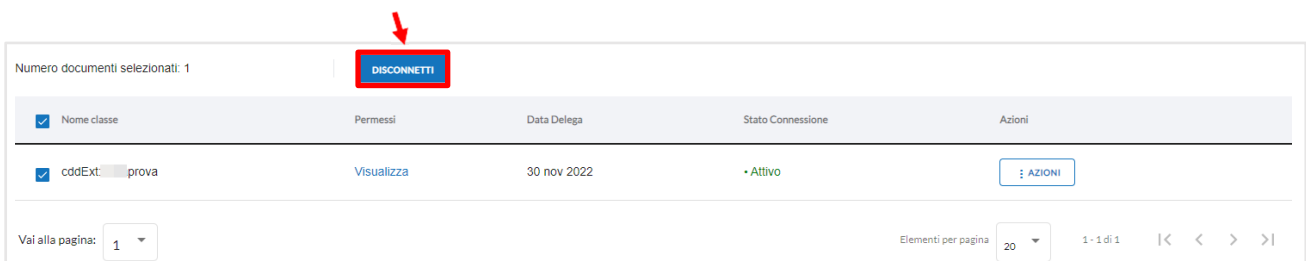 Numero documenti selezionati: 1 DISCONNETTI
Nome classe Permessi Data Delega Stato Connessione Azioni
cddExt: prova Visualizza 30 nov 2022 • Attivo ⋮ AZIONI
Vai alla pagina: 1 Elementi per pagina 20 1 - 1 di 1